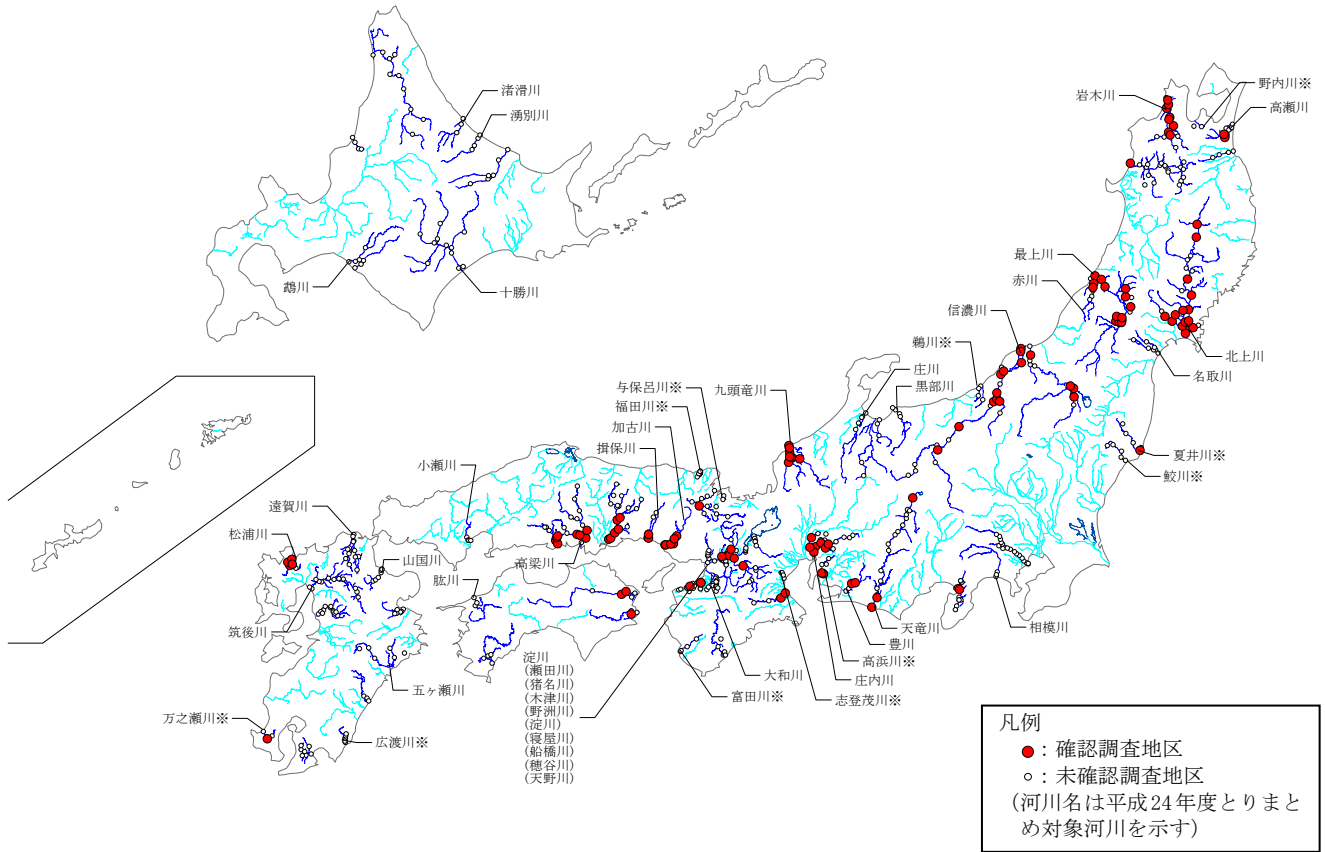 渚滑川
湧別川
鵡川
十勝川
野内川※
岩木川
高瀬川
最上川
赤川
信濃川
鵜川※
北上川
名取川
庄川
黒部川
九頭竜川
与保呂川※
福田川※
加古川
揖保川
小瀬川
夏井川※
鮫川※
遠賀川
松浦川
山国川
肱川
高梁川
筑後川
五ヶ瀬川
万之瀬川※
広渡川※
淀川
(瀬田川)
(猪名川)
(木津川)
(野洲川)
(淀川)
(寝屋川)
(船橋川)
(穂谷川)
(天野川)
富田川※
大和川
志登茂川※
庄内川
高浜川※
豊川
天竜川
相模川
凡例
:確認調査地区
:未確認調査地区
(河川名は平成24年度とりまと
め対象河川を示す)